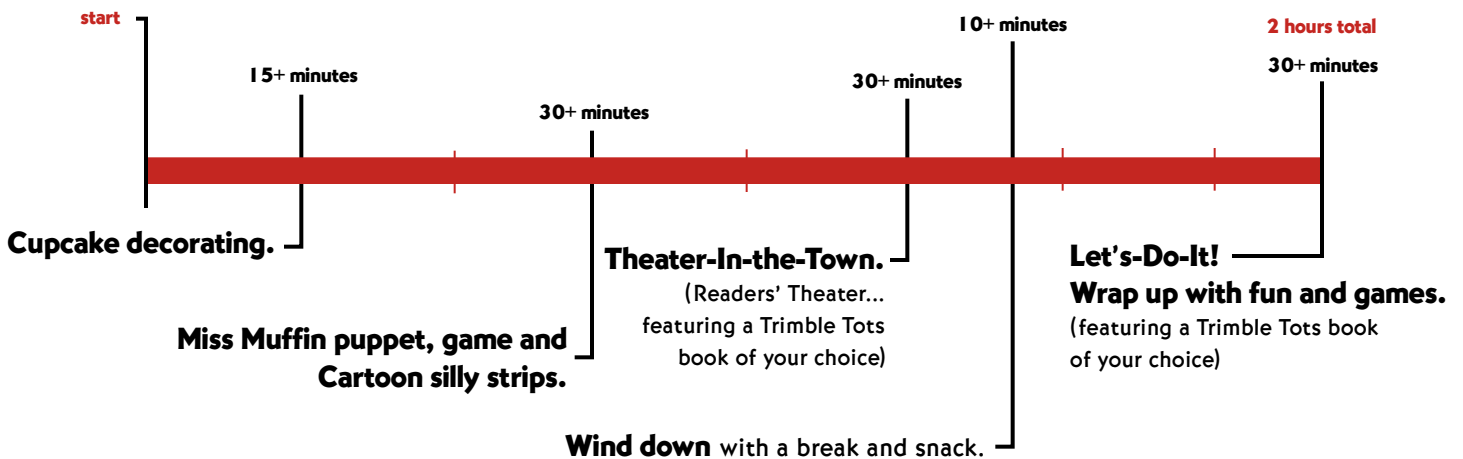 start
15+ minutes
30+ minutes
30+ minutes
10+ minutes
2 hours total
30+ minutes
Cupcake decorating.
Miss Muffin puppet, game and
Cartoon silly strips.
Theater-In-the-Town.
(Readers' Theater...
featuring a Trimble Tots
book of your choice)
Wind down with a break and snack.
Let's-Do-It!
Wrap up with fun and games.
(featuring a Trimble Tots book
of your choice)